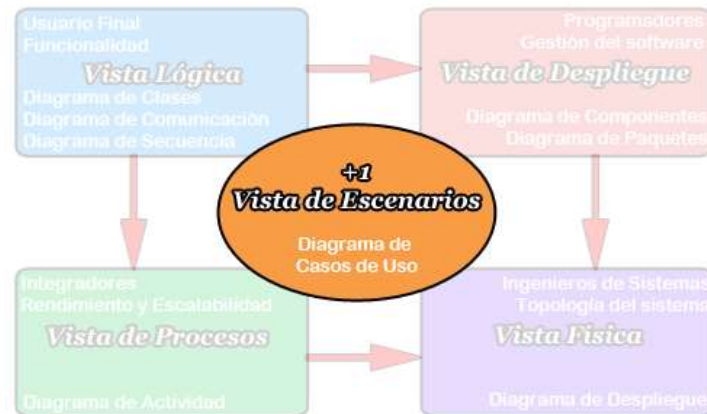 Usuario Final
Funcionalidad
Vista Lógica
Diagrama de Clases
Diagrama de Comunicación
Diagrama de Secuencia
Programadores
Gestión del software
Vista de Despliegue
Diagrama de Componentes
Diagrama de Paquetes
+1
Vista de Escenarios
Diagrama de
Casos de Uso
Integradores
Rendimiento y Escalabilidad
Vista de Procesos
Diagrama de Actividad
Ingenieros de Sistemas
Topología del sistema
Vista Física
Diagrama de Despliegue